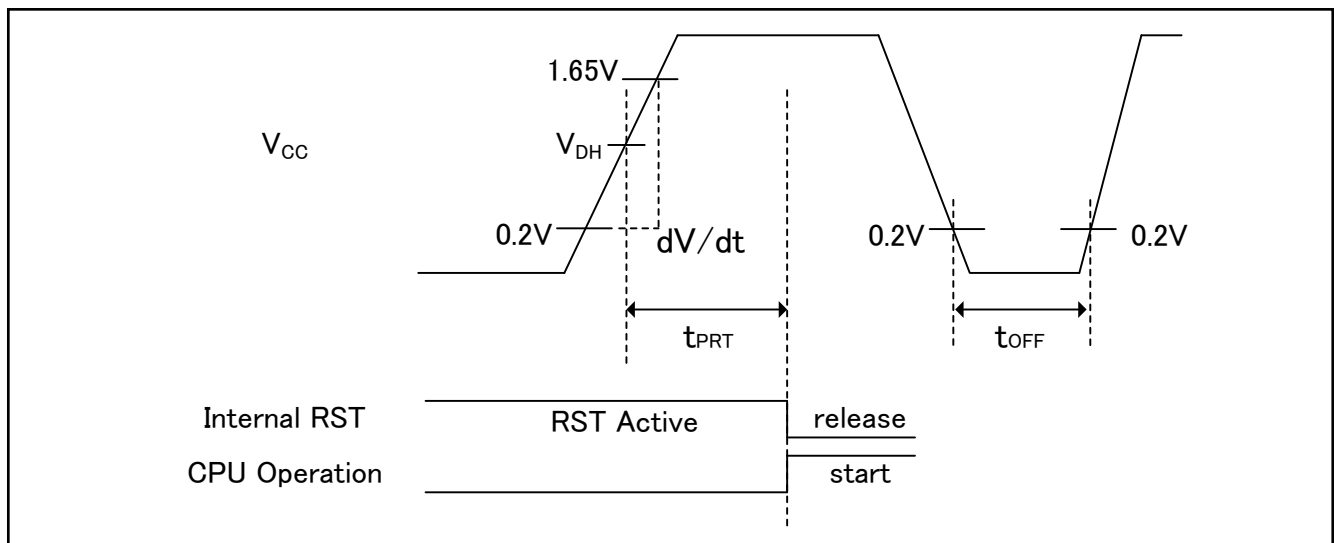 1.65V
VCC
VDH
0.2V
dV/dt
0.2V
0.2V
tPRT
tOFF
Internal RST
RST Active
release
CPU Operation
start